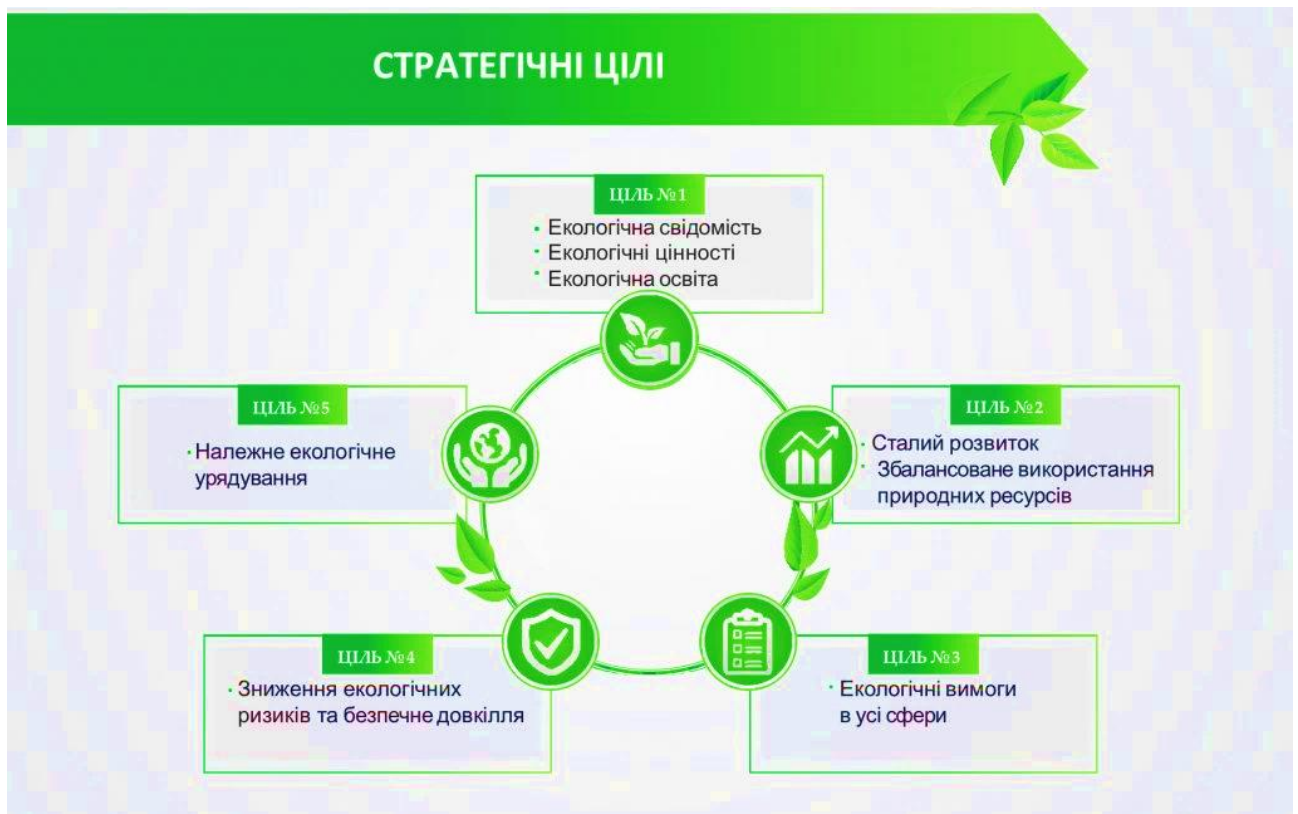 СТРАТЕГІЧНІ ЦІЛІ
ЦІЛЬ №1
· Екологічна свідомість
· Екологічні цінності
· Екологічна освіта
ЦІЛЬ №5
· Належне екологічне
урядування
ЦІЛЬ №2
· Сталий розвиток
· Збалансоване використання
природних ресурсів
ЦІЛЬ №4
· Зниження екологічних
ризиків та безпечне довкілля
ЦІЛЬ №3
· Екологічні вимоги
в усі сфери